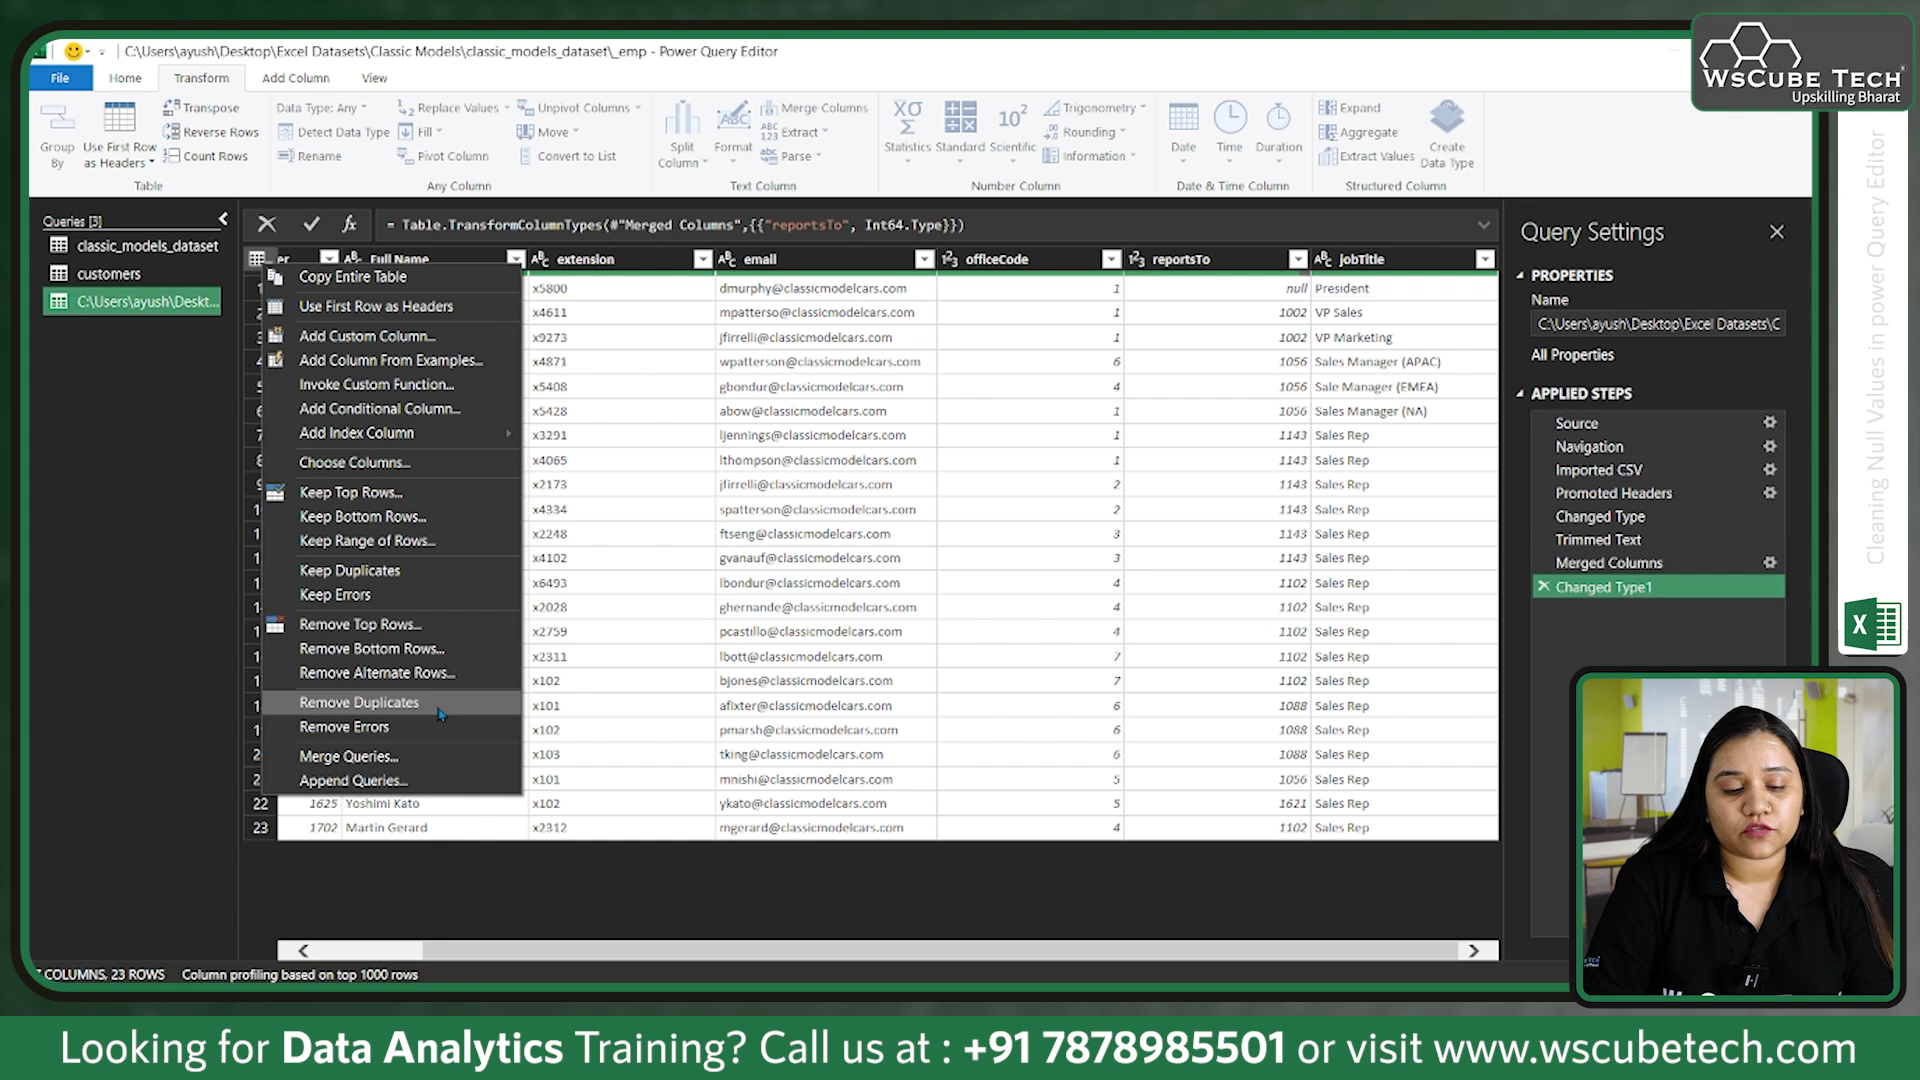 C:\Users\ayush\Desktop\Excel Datasets\Classic Models\classic_models_dataset\_emp - Power Query Editor
WsCube Tech
Upskilling Bharat
File Home Transform Add Column View
Group By
Use First Row as Headers
Transpose
Reverse Rows
Count Rows
Table
Data Type: Any
Detect Data Type
Rename
Replace Values
Fill
Pivot Column
Unpivot Columns
Move
Convert to List
Any Column
Split Column
Format
Merge Columns
Extract
Parse
Text Column
Statistics
Standard
Scientific
Trigonometry
Rounding
Information
Number Column
Date
Time
Duration
Date & Time Column
Expand
Aggregate
Extract Values
Create Data Type
Structured Column
Queries [3]
classic_models_dataset
customers
C:\Users\ayush\Deskt...
= Table.TransformColumnTypes(#"Merged Columns",{{"reportsTo", Int64.Type}})
er Full Name extension email officeCode reportsTo jobTitle
Copy Entire Table
Use First Row as Headers
Add Custom Column...
Add Column From Examples...
Invoke Custom Function...
Add Conditional Column...
Add Index Column
Choose Columns...
Keep Top Rows...
Keep Bottom Rows...
Keep Range of Rows...
Keep Duplicates
Keep Errors
Remove Top Rows...
Remove Bottom Rows...
Remove Alternate Rows...
Remove Duplicates
Remove Errors
Merge Queries...
Append Queries...
x5800 dmurphy@classicmodelcars.com 1 null President
x4611 mpatterso@classicmodelcars.com 1 1002 VP Sales
x9273 jfirrelli@classicmodelcars.com 1 1002 VP Marketing
x4871 wpatterson@classicmodelcars.com 6 1056 Sales Manager (APAC)
x5408 gbondur@classicmodelcars.com 4 1056 Sale Manager (EMEA)
x5428 abow@classicmodelcars.com 1 1056 Sales Manager (NA)
x3291 ljennings@classicmodelcars.com 1 1143 Sales Rep
x4065 lthompson@classicmodelcars.com 1 1143 Sales Rep
x2173 jfirrelli@classicmodelcars.com 2 1143 Sales Rep
x4334 spatterson@classicmodelcars.com 2 1143 Sales Rep
x2248 ftseng@classicmodelcars.com 3 1143 Sales Rep
x4102 gvanauf@classicmodelcars.com 3 1143 Sales Rep
x6493 lbondur@classicmodelcars.com 4 1102 Sales Rep
x2028 ghernande@classicmodelcars.com 4 1102 Sales Rep
x2759 pcastillo@classicmodelcars.com 4 1102 Sales Rep
x2311 lbott@classicmodelcars.com 7 1102 Sales Rep
x102 bjones@classicmodelcars.com 7 1102 Sales Rep
x101 afixter@classicmodelcars.com 6 1088 Sales Rep
x102 pmarsh@classicmodelcars.com 6 1088 Sales Rep
x103 tking@classicmodelcars.com 6 1088 Sales Rep
x101 mnishi@classicmodelcars.com 5 1056 Sales Rep
22 1625 Yoshimi Kato x102 ykato@classicmodelcars.com 5 1621 Sales Rep
23 1702 Martin Gerard x2312 mgerard@classicmodelcars.com 4 1102 Sales Rep
COLUMNS, 23 ROWS Column profiling based on top 1000 rows
Query Settings
PROPERTIES
Name
C:\Users\ayush\Desktop\Excel Datasets\C
All Properties
APPLIED STEPS
Source
Navigation
Imported CSV
Promoted Headers
Changed Type
Trimmed Text
Merged Columns
Changed Type1
Cleaning Null Values in power Query Editor
Looking for Data Analytics Training? Call us at : +91 7878985501 or visit www.wscubetech.com